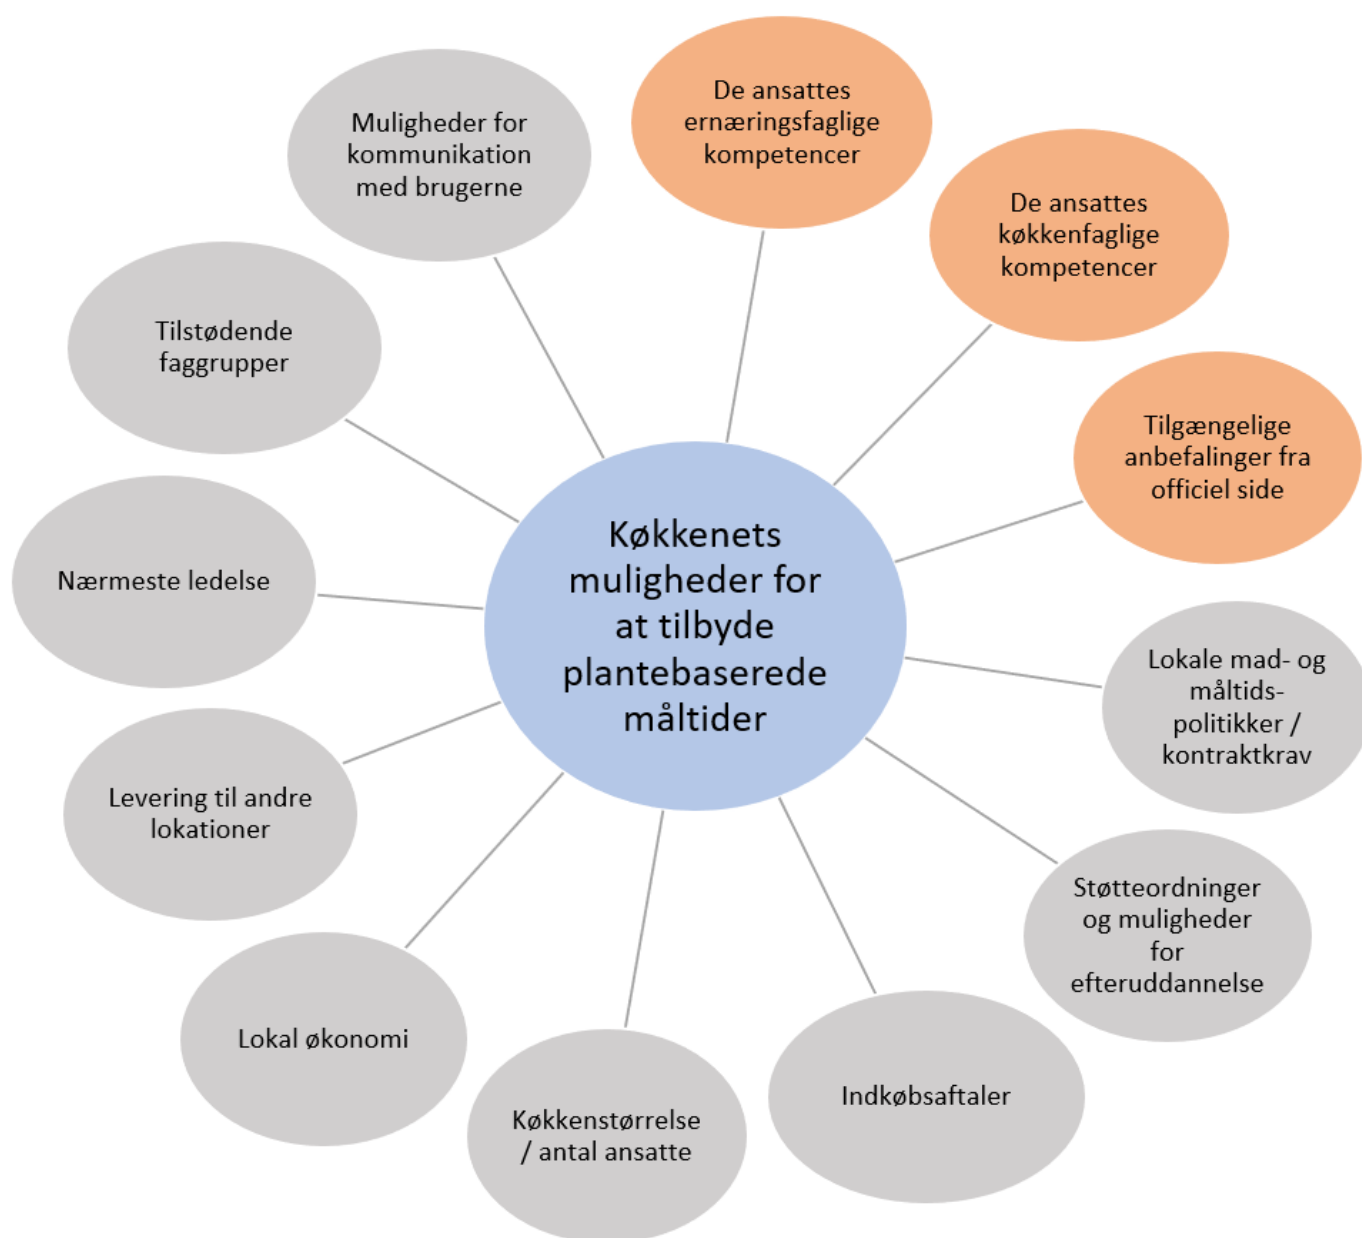 De ansattes
ernæringsfaglige
kompetencer
De ansattes
køkkenfaglige
kompetencer
Tilgængelige
anbefalinger fra
officiel side
Lokale mad- og
måltids-
politikker /
kontraktkrav
Støtteordninger
og muligheder
for
efteruddannelse
Indkøbsaftaler
Køkkenstørrelse
/ antal ansatte
Lokal økonomi
Levering til andre
lokationer
Nærmeste ledelse
Tilstødende
faggrupper
Muligheder for
kommunikation
med brugerne
Køkkenets
muligheder for
at tilbyde
plantebaserede
måltider